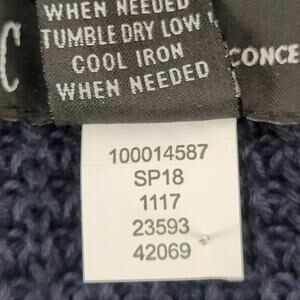 WHEN NEEDED
TUMBLE DRY LOW
COOL IRON
WHEN NEEDED
C
CONCE
100014587
SP18
1117
23593
42069